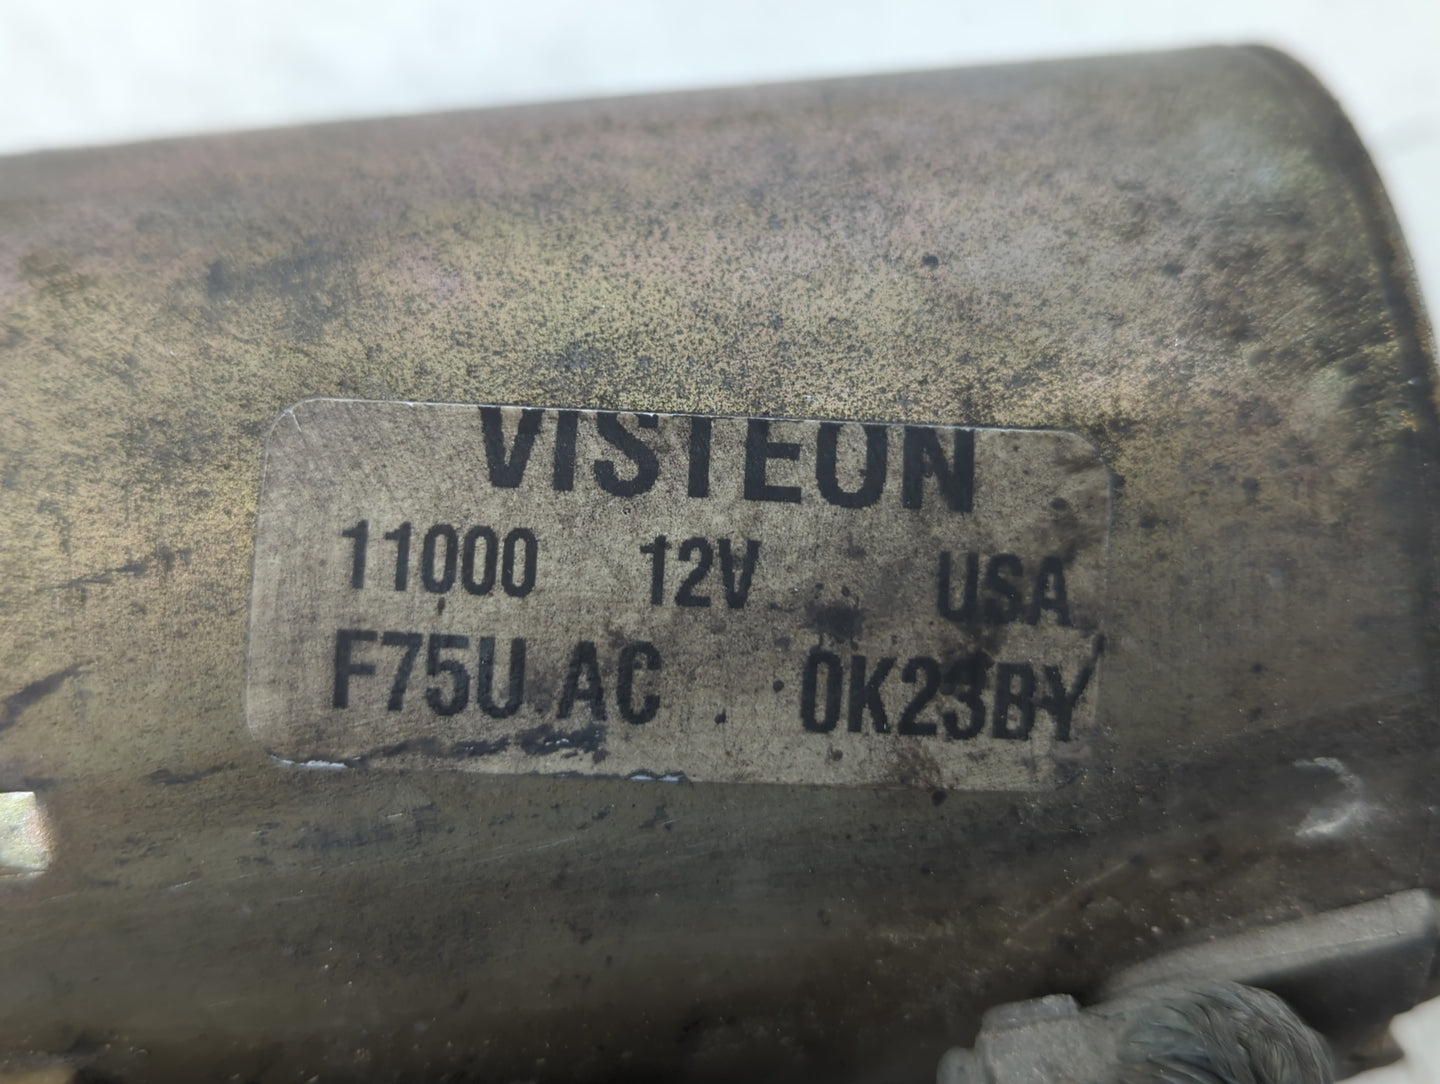 VISTEON
11000 12V USA
F75U AC 0K23BY